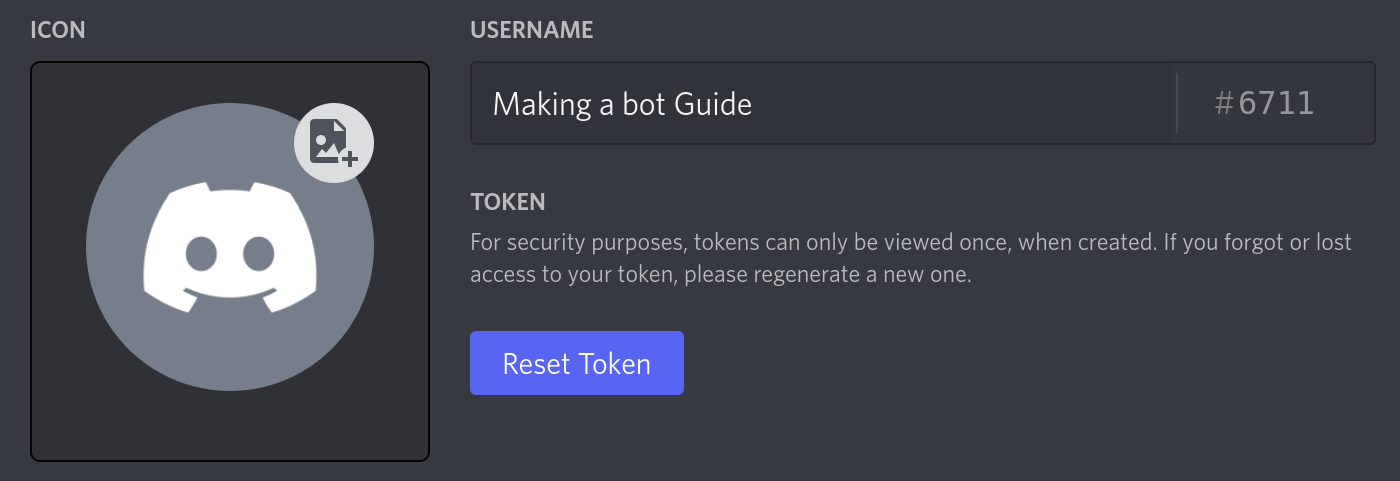 ICON
USERNAME
Making a bot Guide
#6711
TOKEN
For security purposes, tokens can only be viewed once, when created. If you forgot or lost
access to your token, please regenerate a new one.
Reset Token